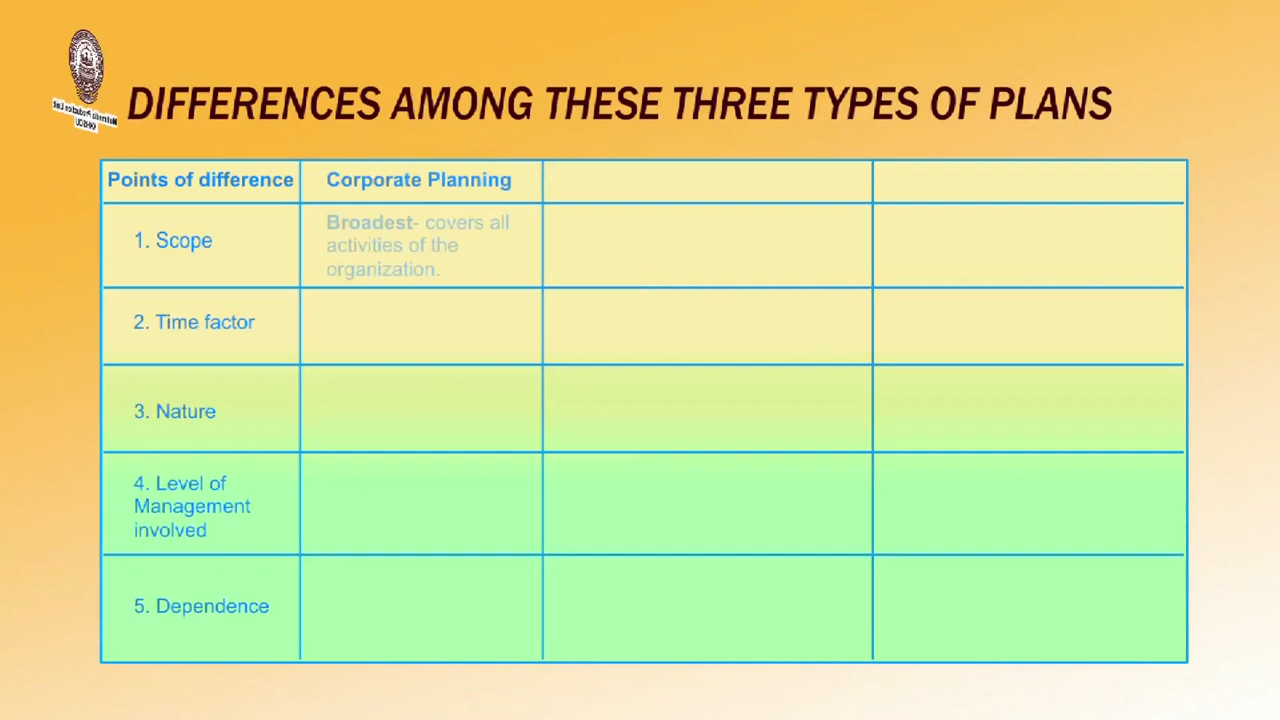 DIFFERENCES AMONG THESE THREE TYPES OF PLANS
Points of difference
Corporate Planning
1. Scope
Broadest- covers all
activities of the
organization.
2. Time factor
3. Nature
4. Level of
Management
involved
5. Dependence